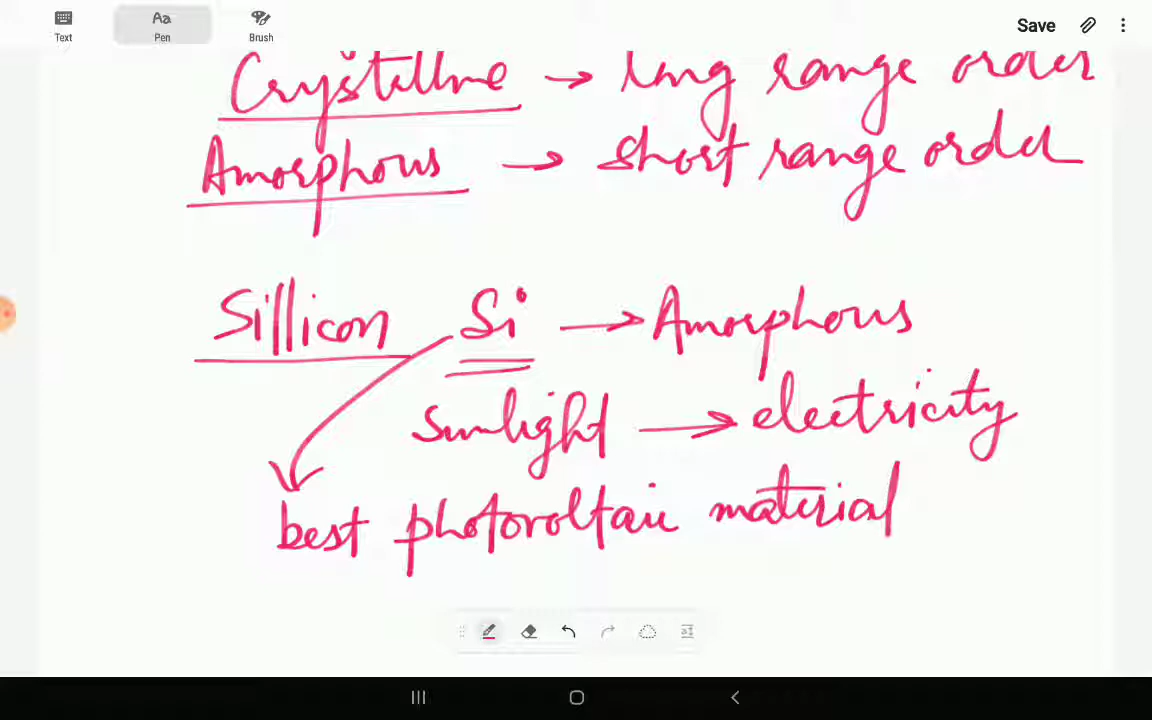 Text Pen Brush Save
Crystalline → long range order
Amorphous → short range order
Sillicon Si → Amorphous
Sunlight → electricity
best photovoltaic material